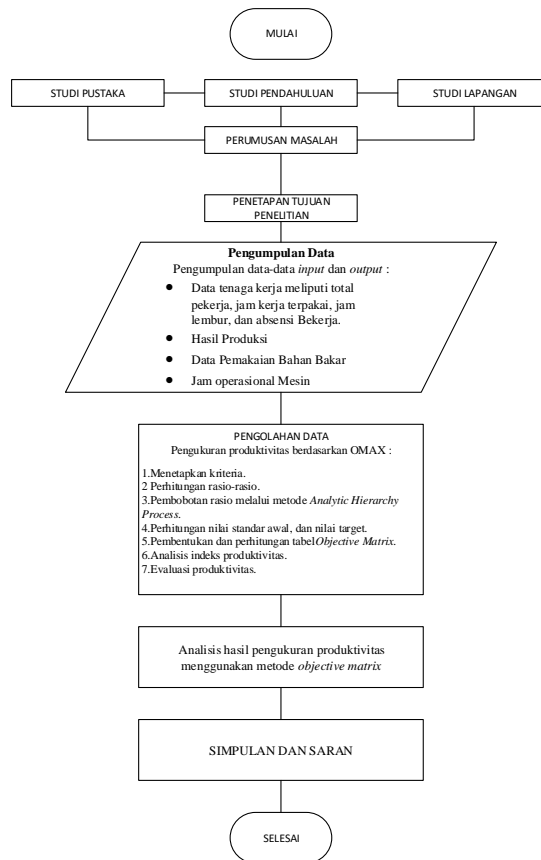 MULAI
STUDI PUSTAKA
STUDI PENDAHULUAN
STUDI LAPANGAN
PERUMUSAN MASALAH
PENETAPAN TUJUAN
PENELITIAN
Pengumpulan Data
Pengumpulan data-data input dan output :
● Data tenaga kerja meliputi total
pekerja, jam kerja terpakai, jam
lembur, dan absensi Bekerja.
● Hasil Produksi
● Data Pemakaian Bahan Bakar
● Jam operasional Mesin
PENGOLAHAN DATA
Pengukuran produktivitas berdasarkan OMAX :
1.Menetapkan kriteria.
2 Perhitungan rasio-rasio.
3.Pembobotan rasio melalui metode Analytic Hierarchy
Process.
4.Perhitungan nilai standar awal, dan nilai target.
5.Pembentukan dan perhitungan tabelObjective Matrix.
6.Analisis indeks produktivitas.
7.Evaluasi produktivitas.
Analisis hasil pengukuran produktivitas
menggunakan metode objective matrix
SIMPULAN DAN SARAN
SELESAI